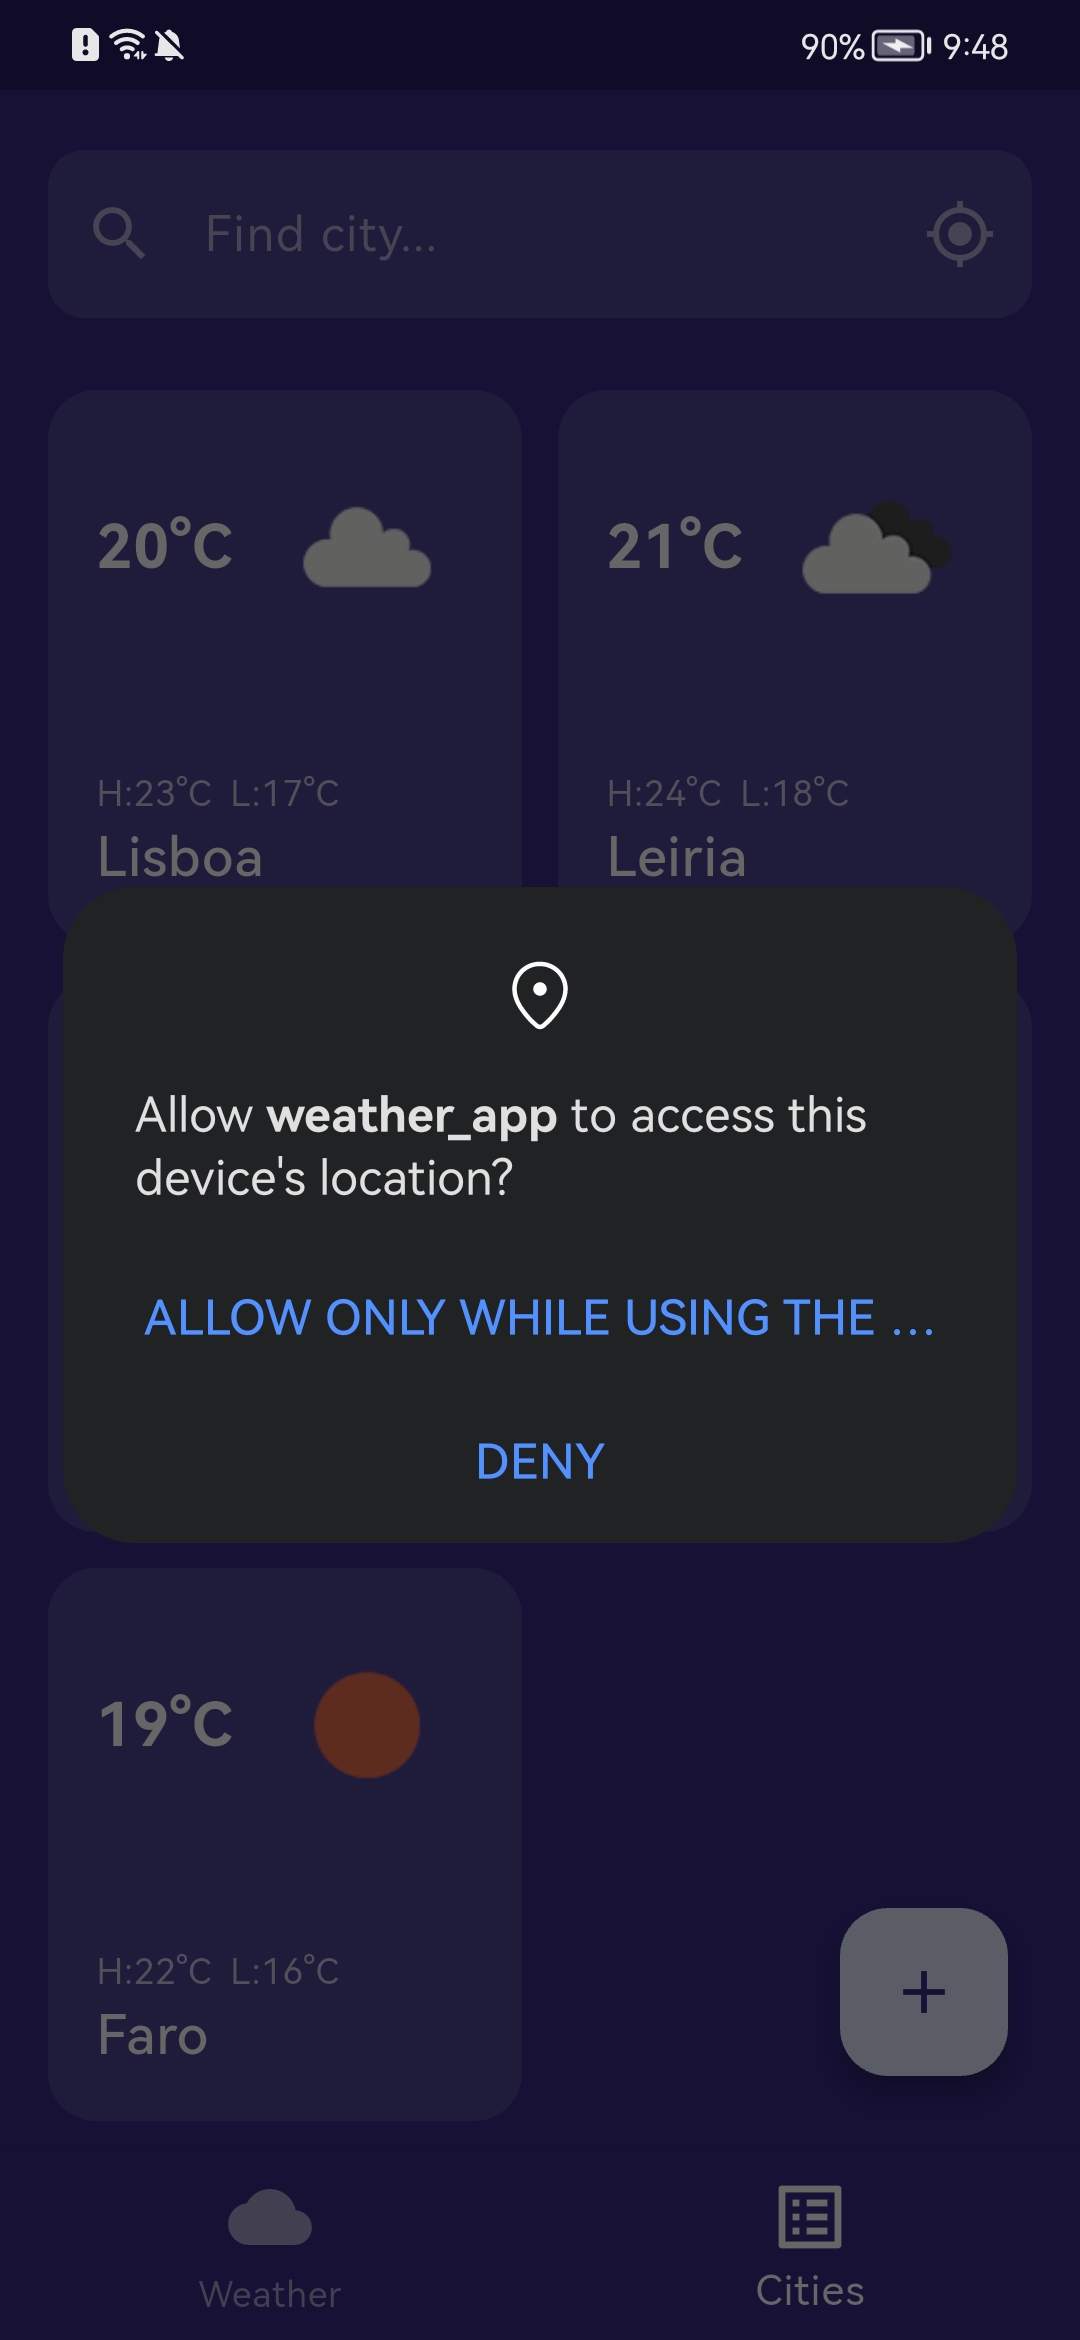 90% 9:48
Find city...
20°C
21°C
H:23°C L:17°C
H:24°C L:18°C
Lisboa
Leiria
Allow weather_app to access this
device's location?
ALLOW ONLY WHILE USING THE ...
DENY
19°C
H:22°C L:16°C
Faro
Weather
Cities